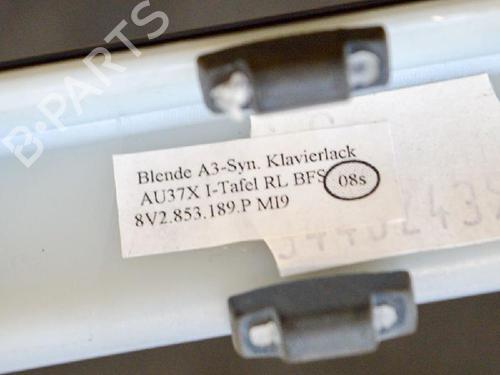 B-PARTS
Blende A3-Syn. Klavierlack
AU37X I-Tafel RL BFS 08s
8V2.853.189.P MI9